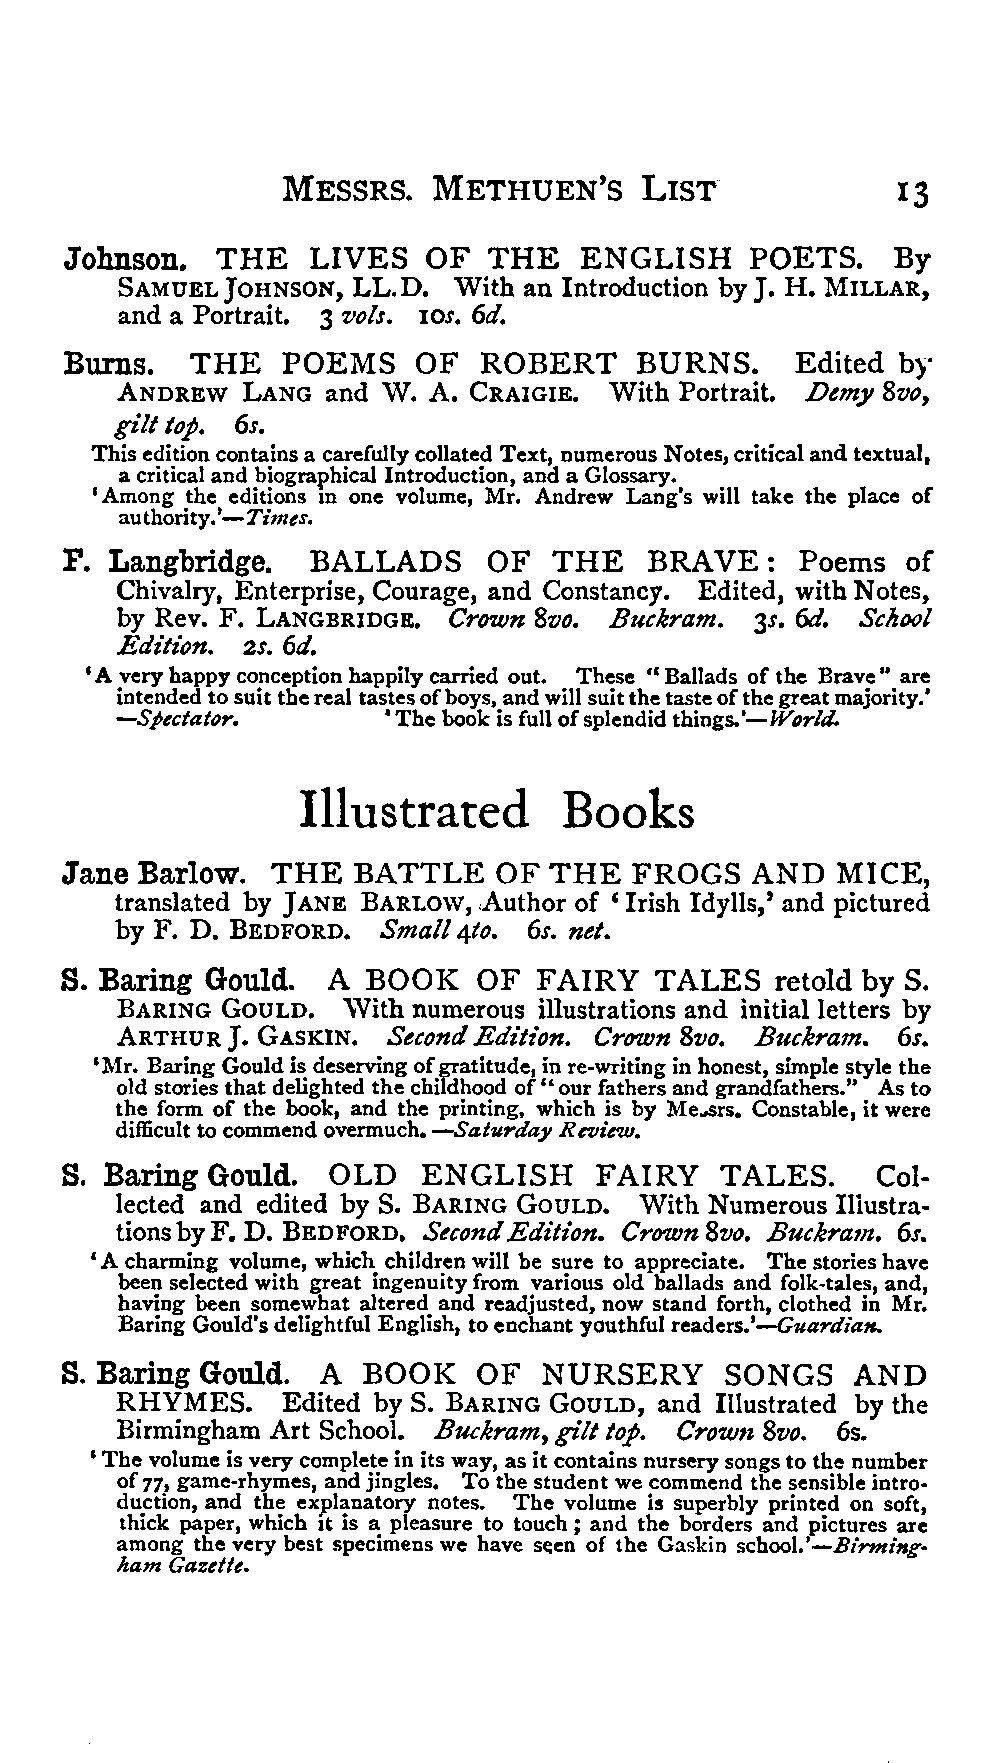 MESSRS. METHUEN'S LIST 13
Johnson. THE LIVES OF THE ENGLISH POETS. By
SAMUEL JOHNSON, LL.D. With an Introduction by J. H. MILLAR,
and a Portrait. 3 vols. 10s. 6d.
Burns. THE POEMS OF ROBERT BURNS. Edited by
ANDREW LANG and W. A. CRAIGIE. With Portrait. Demy 8vo,
gilt top. 6s.
This edition contains a carefully collated Text, numerous Notes, critical and textual,
a critical and biographical Introduction, and a Glossary.
'Among the editions in one volume, Mr. Andrew Lang's will take the place of
authority.'—Times.
F. Langbridge. BALLADS OF THE BRAVE: Poems of
Chivalry, Enterprise, Courage, and Constancy. Edited, with Notes,
by Rev. F. LANGBRIDGE. Crown 8vo. Buckram. 3s. 6d. School
Edition. 2s. 6d.
'A very happy conception happily carried out. These "Ballads of the Brave" are
intended to suit the real tastes of boys, and will suit the taste of the great majority.'
—Spectator. 'The book is full of splendid things.'—World.
Illustrated Books
Jane Barlow. THE BATTLE OF THE FROGS AND MICE,
translated by JANE BARLOW, Author of 'Irish Idylls,' and pictured
by F. D. BEDFORD. Small 4to. 6s. net.
S. Baring Gould. A BOOK OF FAIRY TALES retold by S.
BARING GOULD. With numerous illustrations and initial letters by
ARTHUR J. GASKIN. Second Edition. Crown 8vo. Buckram. 6s.
'Mr. Baring Gould is deserving of gratitude, in re-writing in honest, simple style the
old stories that delighted the childhood of "our fathers and grandfathers." As to
the form of the book, and the printing, which is by Messrs. Constable, it were
difficult to commend overmuch. —Saturday Review.
S. Baring Gould. OLD ENGLISH FAIRY TALES. Col-
lected and edited by S. BARING GOULD. With Numerous Illustra-
tions by F. D. BEDFORD. Second Edition. Crown 8vo. Buckram. 6s.
'A charming volume, which children will be sure to appreciate. The stories have
been selected with great ingenuity from various old ballads and folk-tales, and,
having been somewhat altered and readjusted, now stand forth, clothed in Mr.
Baring Gould's delightful English, to enchant youthful readers.'—Guardian.
S. Baring Gould. A BOOK OF NURSERY SONGS AND
RHYMES. Edited by S. BARING GOULD, and Illustrated by the
Birmingham Art School. Buckram, gilt top. Crown 8vo. 6s.
'The volume is very complete in its way, as it contains nursery songs to the number
of 77, game-rhymes, and jingles. To the student we commend the sensible intro-
duction, and the explanatory notes. The volume is superbly printed on soft,
thick paper, which it is a pleasure to touch; and the borders and pictures are
among the very best specimens we have seen of the Gaskin school.'—Birming-
ham Gazette.